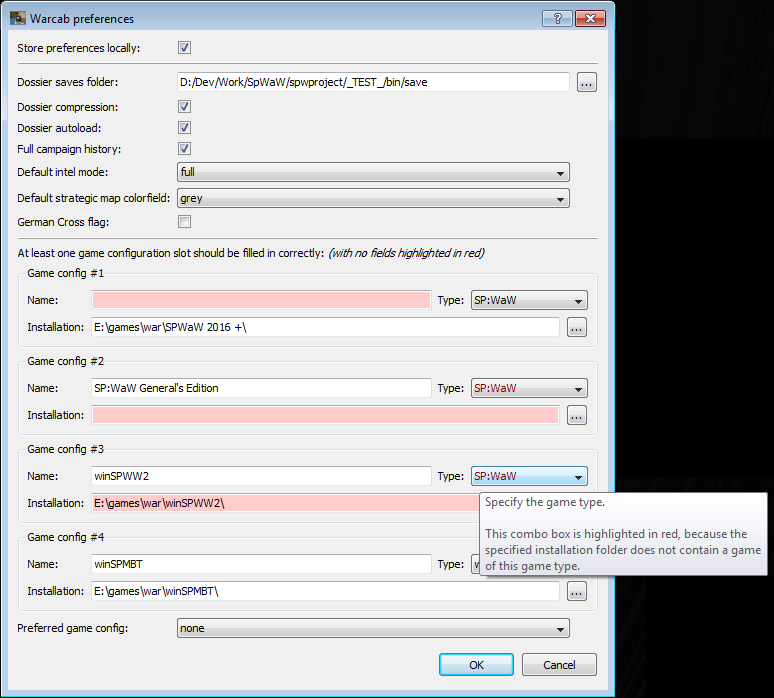 Warcab preferences
Store preferences locally:
Dossier saves folder: D:/Dev/Work/SpWaW/spwproject/_TEST_/bin/save ...
Dossier compression:
Dossier autoload:
Full campaign history:
Default intel mode: full
Default strategic map colorfield: grey
German Cross flag:
At least one game configuration slot should be filled in correctly: (with no fields highlighted in red)
Game config #1
Name: Type: SP:WaW
Installation: E:\games\war\SPWaW 2016 +\ ...
Game config #2
Name: SP:WaW General's Edition Type: SP:WaW
Installation: ...
Game config #3
Name: winSPWW2 Type: SP:WaW
Installation: E:\games\war\winSPWW2\
Specify the game type.
This combo box is highlighted in red, because the
specified installation folder does not contain a game
of this game type.
Game config #4
Name: winSPMBT Type:
Installation: E:\games\war\winSPMBT\ ...
Preferred game config: none
OK Cancel